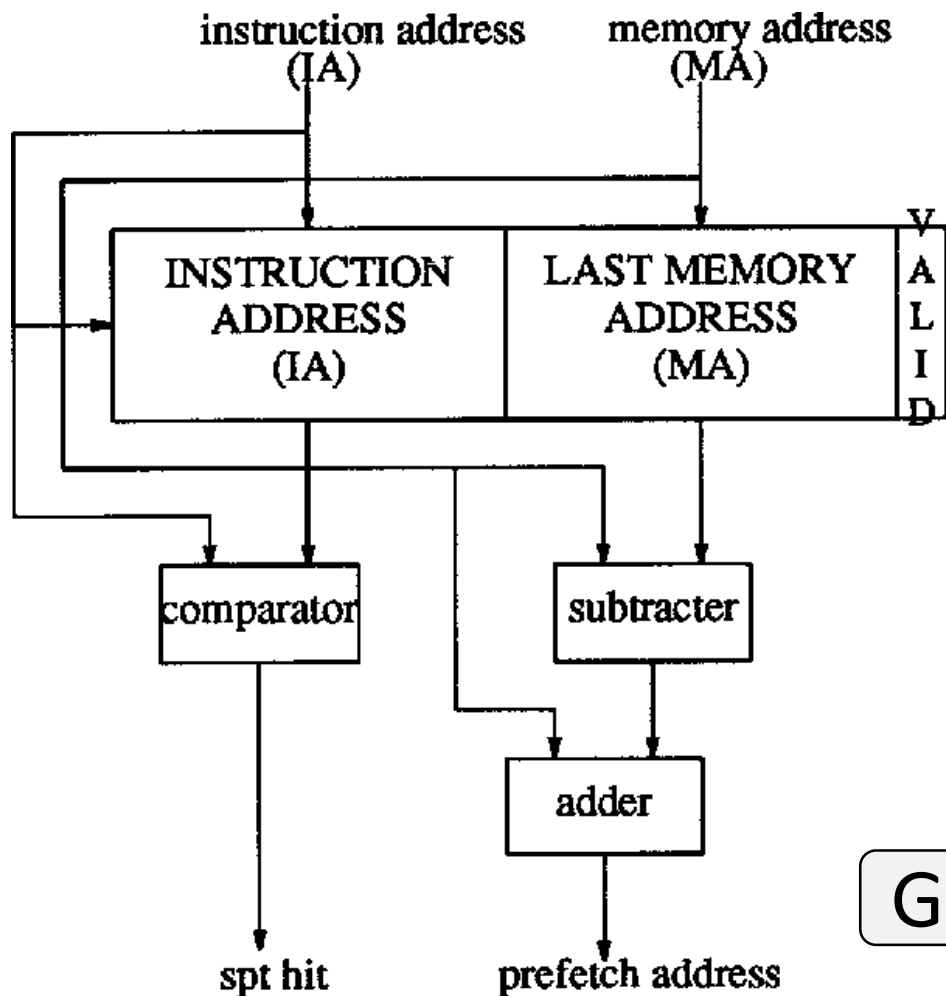 instruction address
(IA)
memory address
(MA)
INSTRUCTION
ADDRESS
(IA)
LAST MEMORY
ADDRESS
(MA)
V
A
L
I
D
comparator
subtracter
adder
spt hit
prefetch address
G